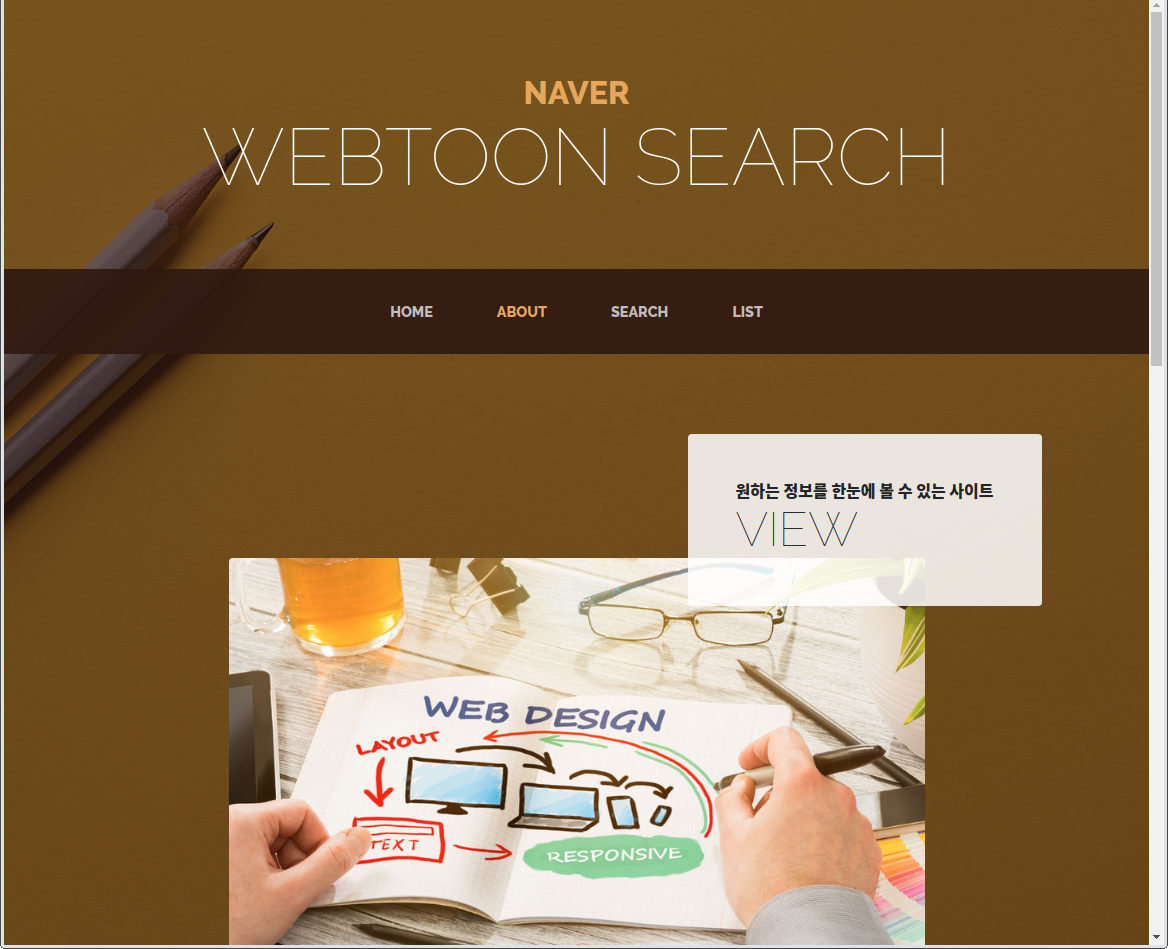 NAVER
WEBTOON SEARCH
HOME ABOUT SEARCH LIST
원하는 정보를 한눈에 볼 수 있는 사이트
VIEW
WEB DESIGN
LAYOUT
TEXT
RESPONSIVE